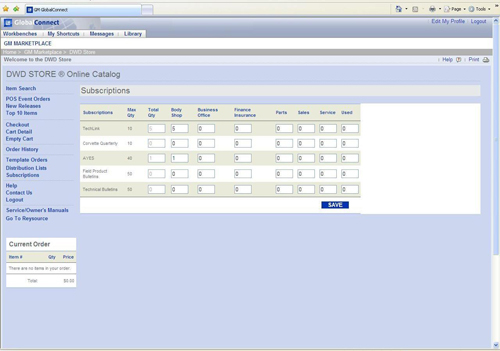 GM GlobalConnect
Page
Tools
GM GlobalConnect
Edit My Profile
Logout
Workbenches | My Shortcuts | Messages | Library
GM MARKETPLACE
Home > GM Marketplace > DWD Store
Welcome to the DWD Store
Help
Print
DWD STORE ® Online Catalog
Item Search
POS Event Orders
New Releases
Top 10 Items
Checkout
Cart Detail
Empty Cart
Order History
Template Orders
Distribution Lists
Subscriptions
Help
Contact Us
Logout
Service/Owner's Manuals
Go To Reysource
Current Order
Item # Qty Price
There are no items in your order.
Total: $0.00
Subscriptions
Subscriptions Max Qty Total Qty Body Shop Business Office Finance Insurance Parts Sales Service Used
TechLink 10 5 0 0 0 0 0 0
Corvette Quarterly 10 0 0 0 0 0 0 0 0
AYES 40 1 1 0 0 0 0 0 0
Bulletins 0 0 0 0 0 0 0 0
Technical Bulletins 50 0 0 0 0 0 0 0 0
SAVE